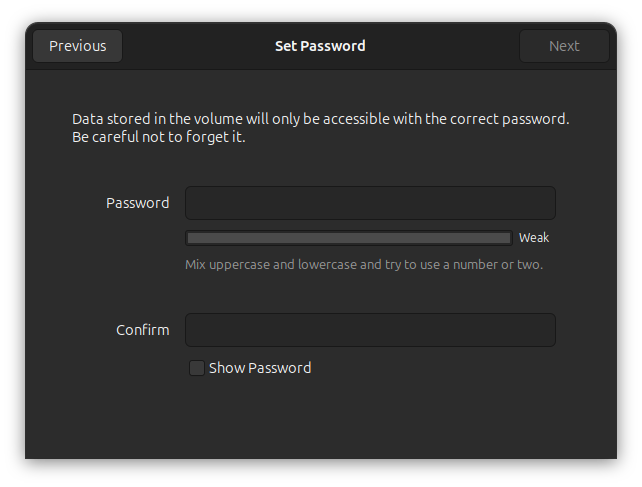 Previous
Set Password
Next
Data stored in the volume will only be accessible with the correct password.
Be careful not to forget it.
Password
Weak
Mix uppercase and lowercase and try to use a number or two.
Confirm
Show Password